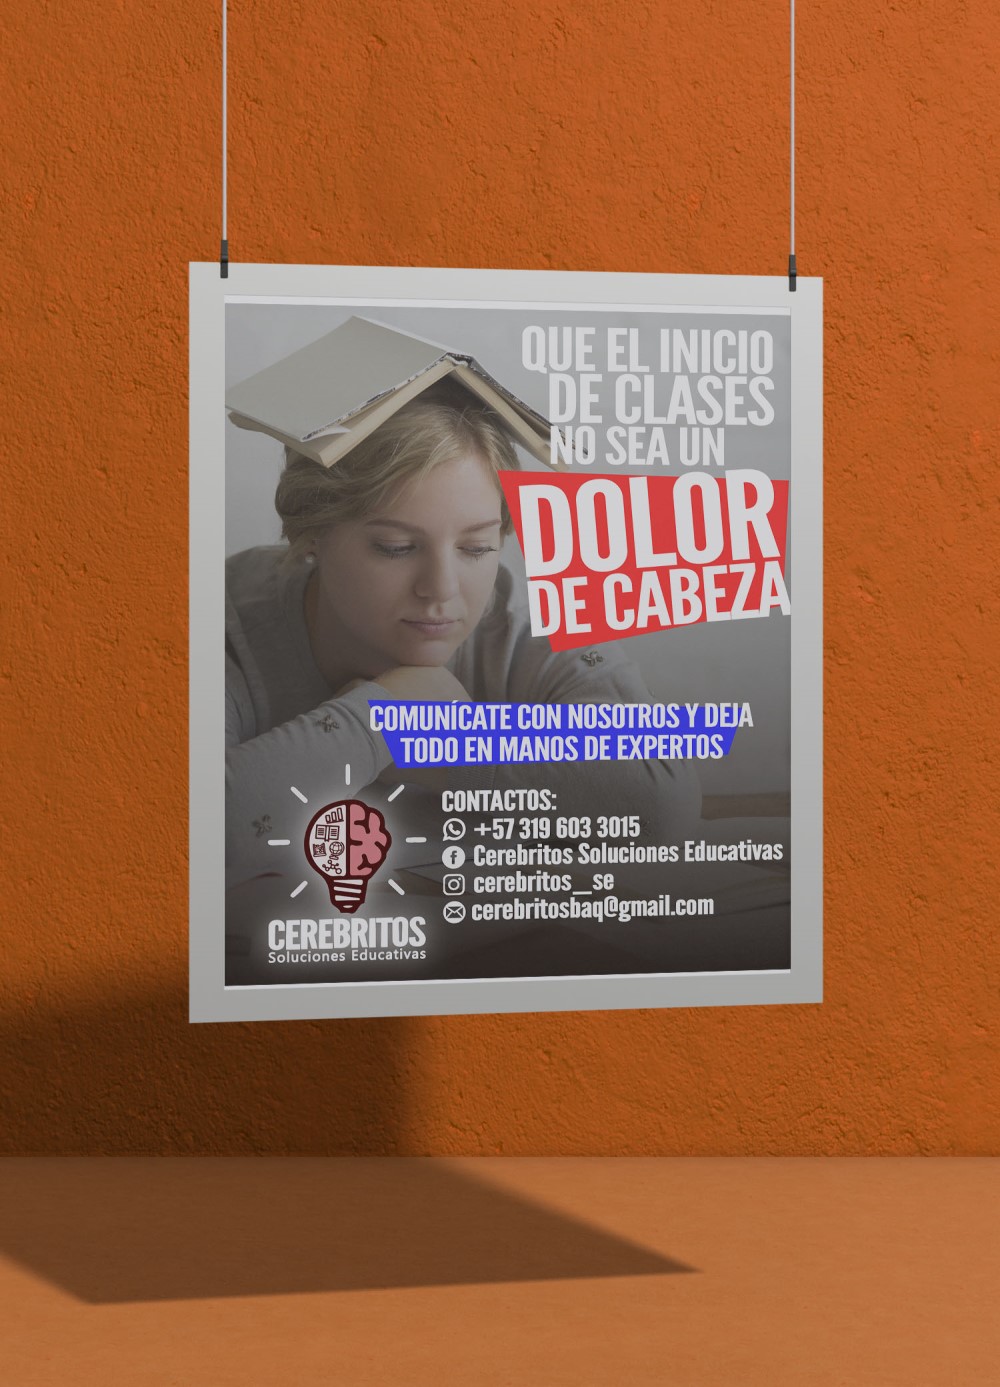 QUE EL INICIO
DE CLASES
NO SEA UN
DOLOR
DE CABEZA
COMUNÍCATE CON NOSOTROS Y DEJA
TODO EN MANOS DE EXPERTOS
CONTACTOS:
+57 319 603 3015
Cerebritos Soluciones Educativas
cerebritos_se
cerebritosbaq@gmail.com
CEREBRITOS
Soluciones Educativas